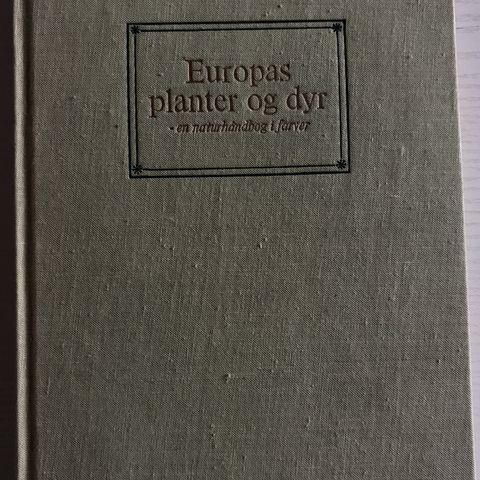 Europas
planter og dyr
- en naturhåndbog i farver